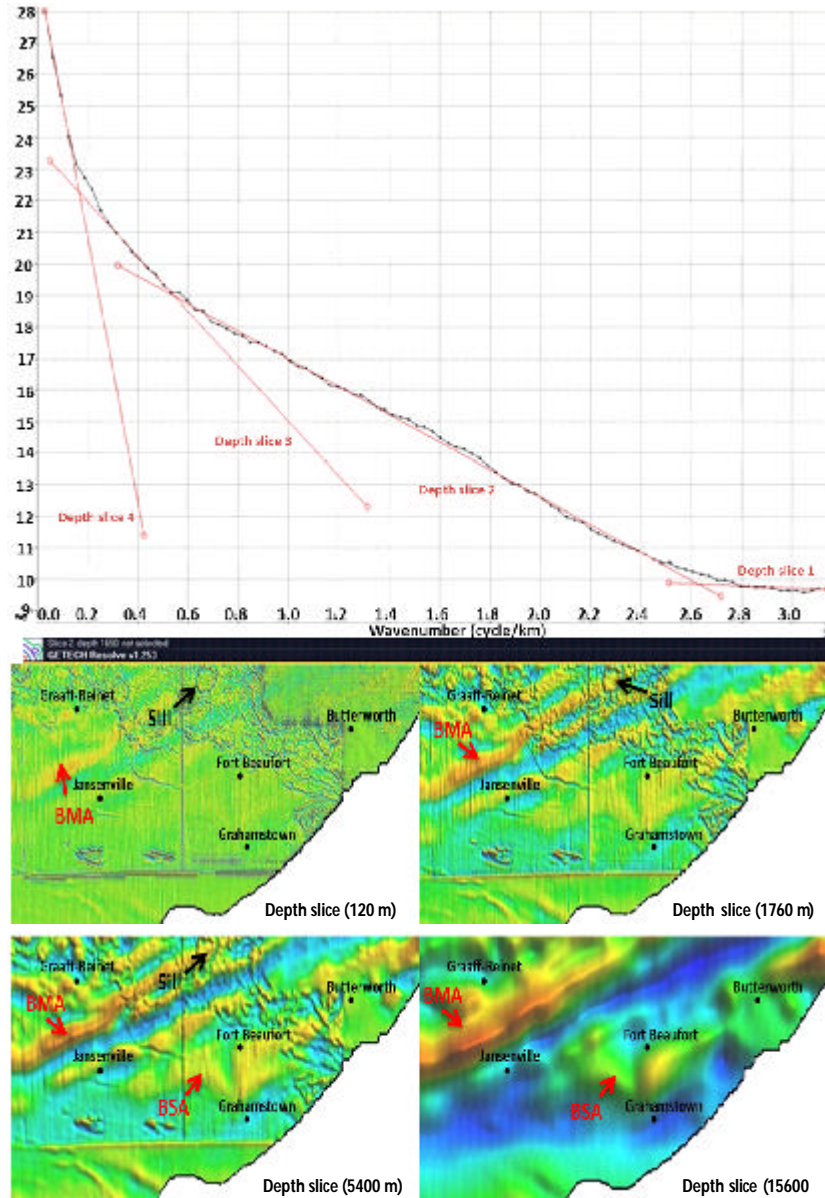 28
27
26
25
24
23
22
21
20
19
18
17
16
15
14
13
12
11
10
Depth slice 3
Depth slice 2
Depth slice 4
Depth slice 1
0.0 0.2 0.4 0.6 0.8 1.0 1.2 1.4 1.6 1.8 2.0 2.2 2.4 2.6 2.8 3.0
Wavenumber (cycle/km)
GETECH Resolve v1.253
Graaff-Reinet
Sill
Butterworth
Fort Beaufort
Jansenville
BMA
Grahamstown
Depth slice (120 m)
Graaff-Reinet
Sill
Butterworth
BMA
Fort Beaufort
Jansenville
Grahamstown
Depth slice (1760 m)
Graaff-Reinet
Sill
BMA
Butterworth
Fort Beaufort
Jansenville
BSA
Grahamstown
Depth slice (5400 m)
Graaff-Reinet
BMA
Butterworth
Fort Beaufort
Jansenville
BSA
Grahamstown
Depth slice (15600